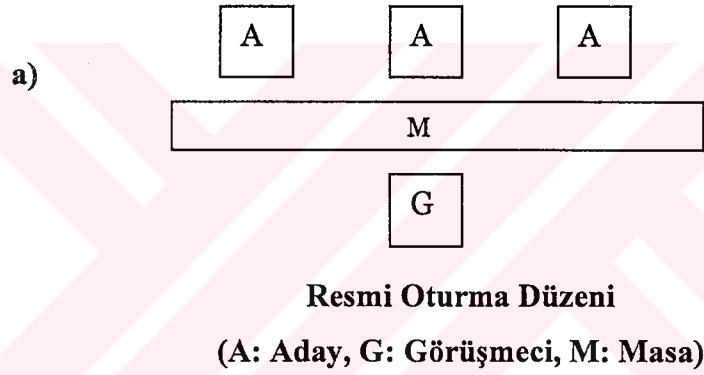 A A A
a)
M
G
Resmi Oturma Düzeni
(A: Aday, G: Görüşmeci, M: Masa)